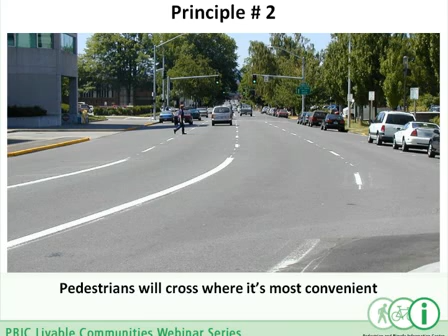 Principle # 2
Pedestrians will cross where it's most convenient
PBIC Livable Communities Webinar Series